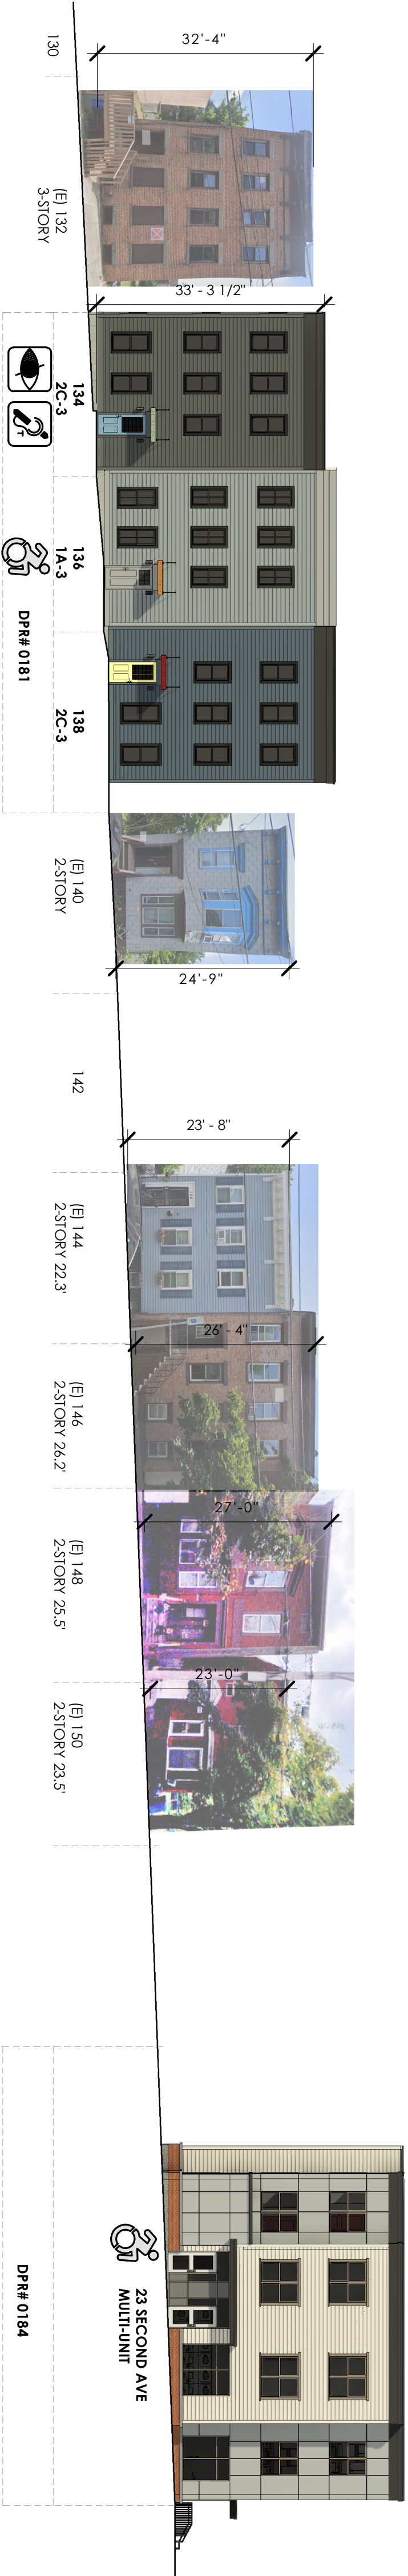 130
32'-4"
(E) 132
3-STORY
33' - 3 1/2"
134
2C-3
136
1A-3
138
2C-3
DPR# 0181
(E) 140
2-STORY
24'-9"
142
23' - 8"
(E) 144
2-STORY 22.3'
26' - 4"
(E) 146
2-STORY 26.2'
27'-0"
(E) 148
2-STORY 25.5'
23'-0"
(E) 150
2-STORY 23.5'
23 SECOND AVE
MULTI-UNIT
DPR# 0184